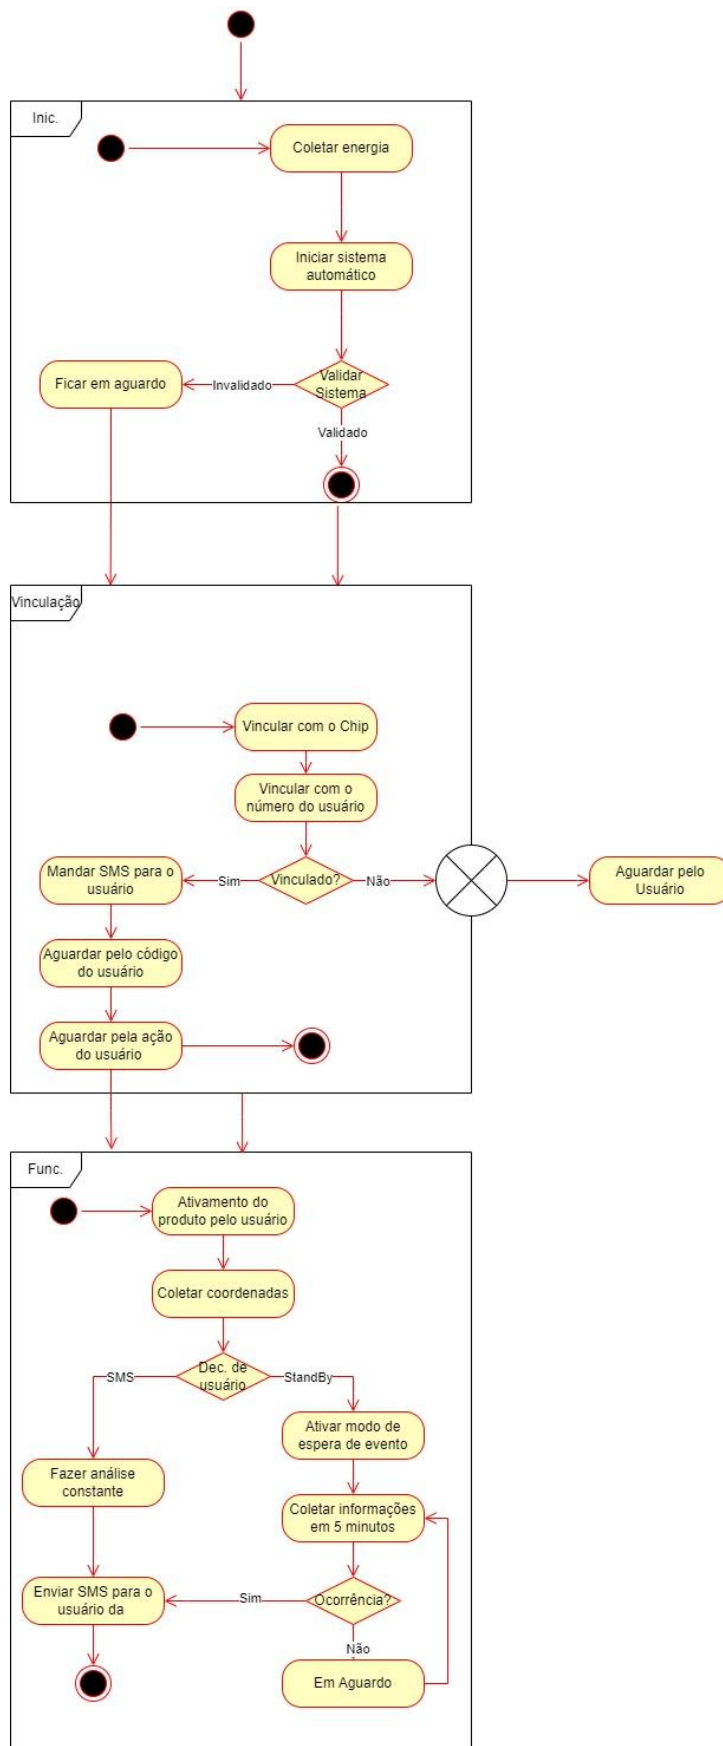 Inic.
Coletar energia
Iniciar sistema
automático
Ficar em aguardo
Invalidado
Validar
Sistema
Validado
Vinculação
Vincular com o Chip
Vincular com o
número do usuário
Mandar SMS para o
usuário
Sim
Vinculado?
Não
Aguardar pelo
Usuário
Aguardar pelo código
do usuário
Aguardar pela ação
do usuário
Func.
Ativamento do
produto pelo usuário
Coletar coordenadas
SMS
Dec. de
usuário
StandBy
Ativar modo de
espera de evento
Fazer análise
constante
Coletar informações
em 5 minutos
Enviar SMS para o
usuário da
Sim
Ocorrência?
Não
Em Aguardo